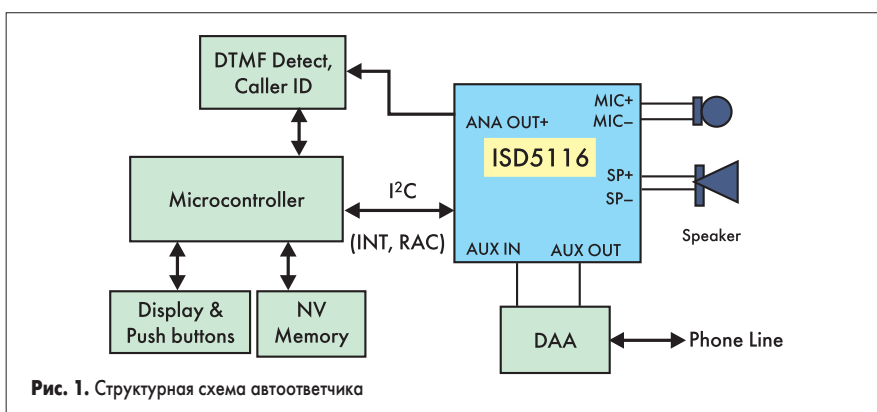 DTMF Detect,
Caller ID
ANA OUT+
MIC+
MIC–
ISD5116
Microcontroller
I²C
(INT, RAC)
SP+
SP–
Speaker
AUX IN
AUX OUT
Display &
Push buttons
NV
Memory
DAA
Phone Line
Рис. 1. Структурная схема автоответчика